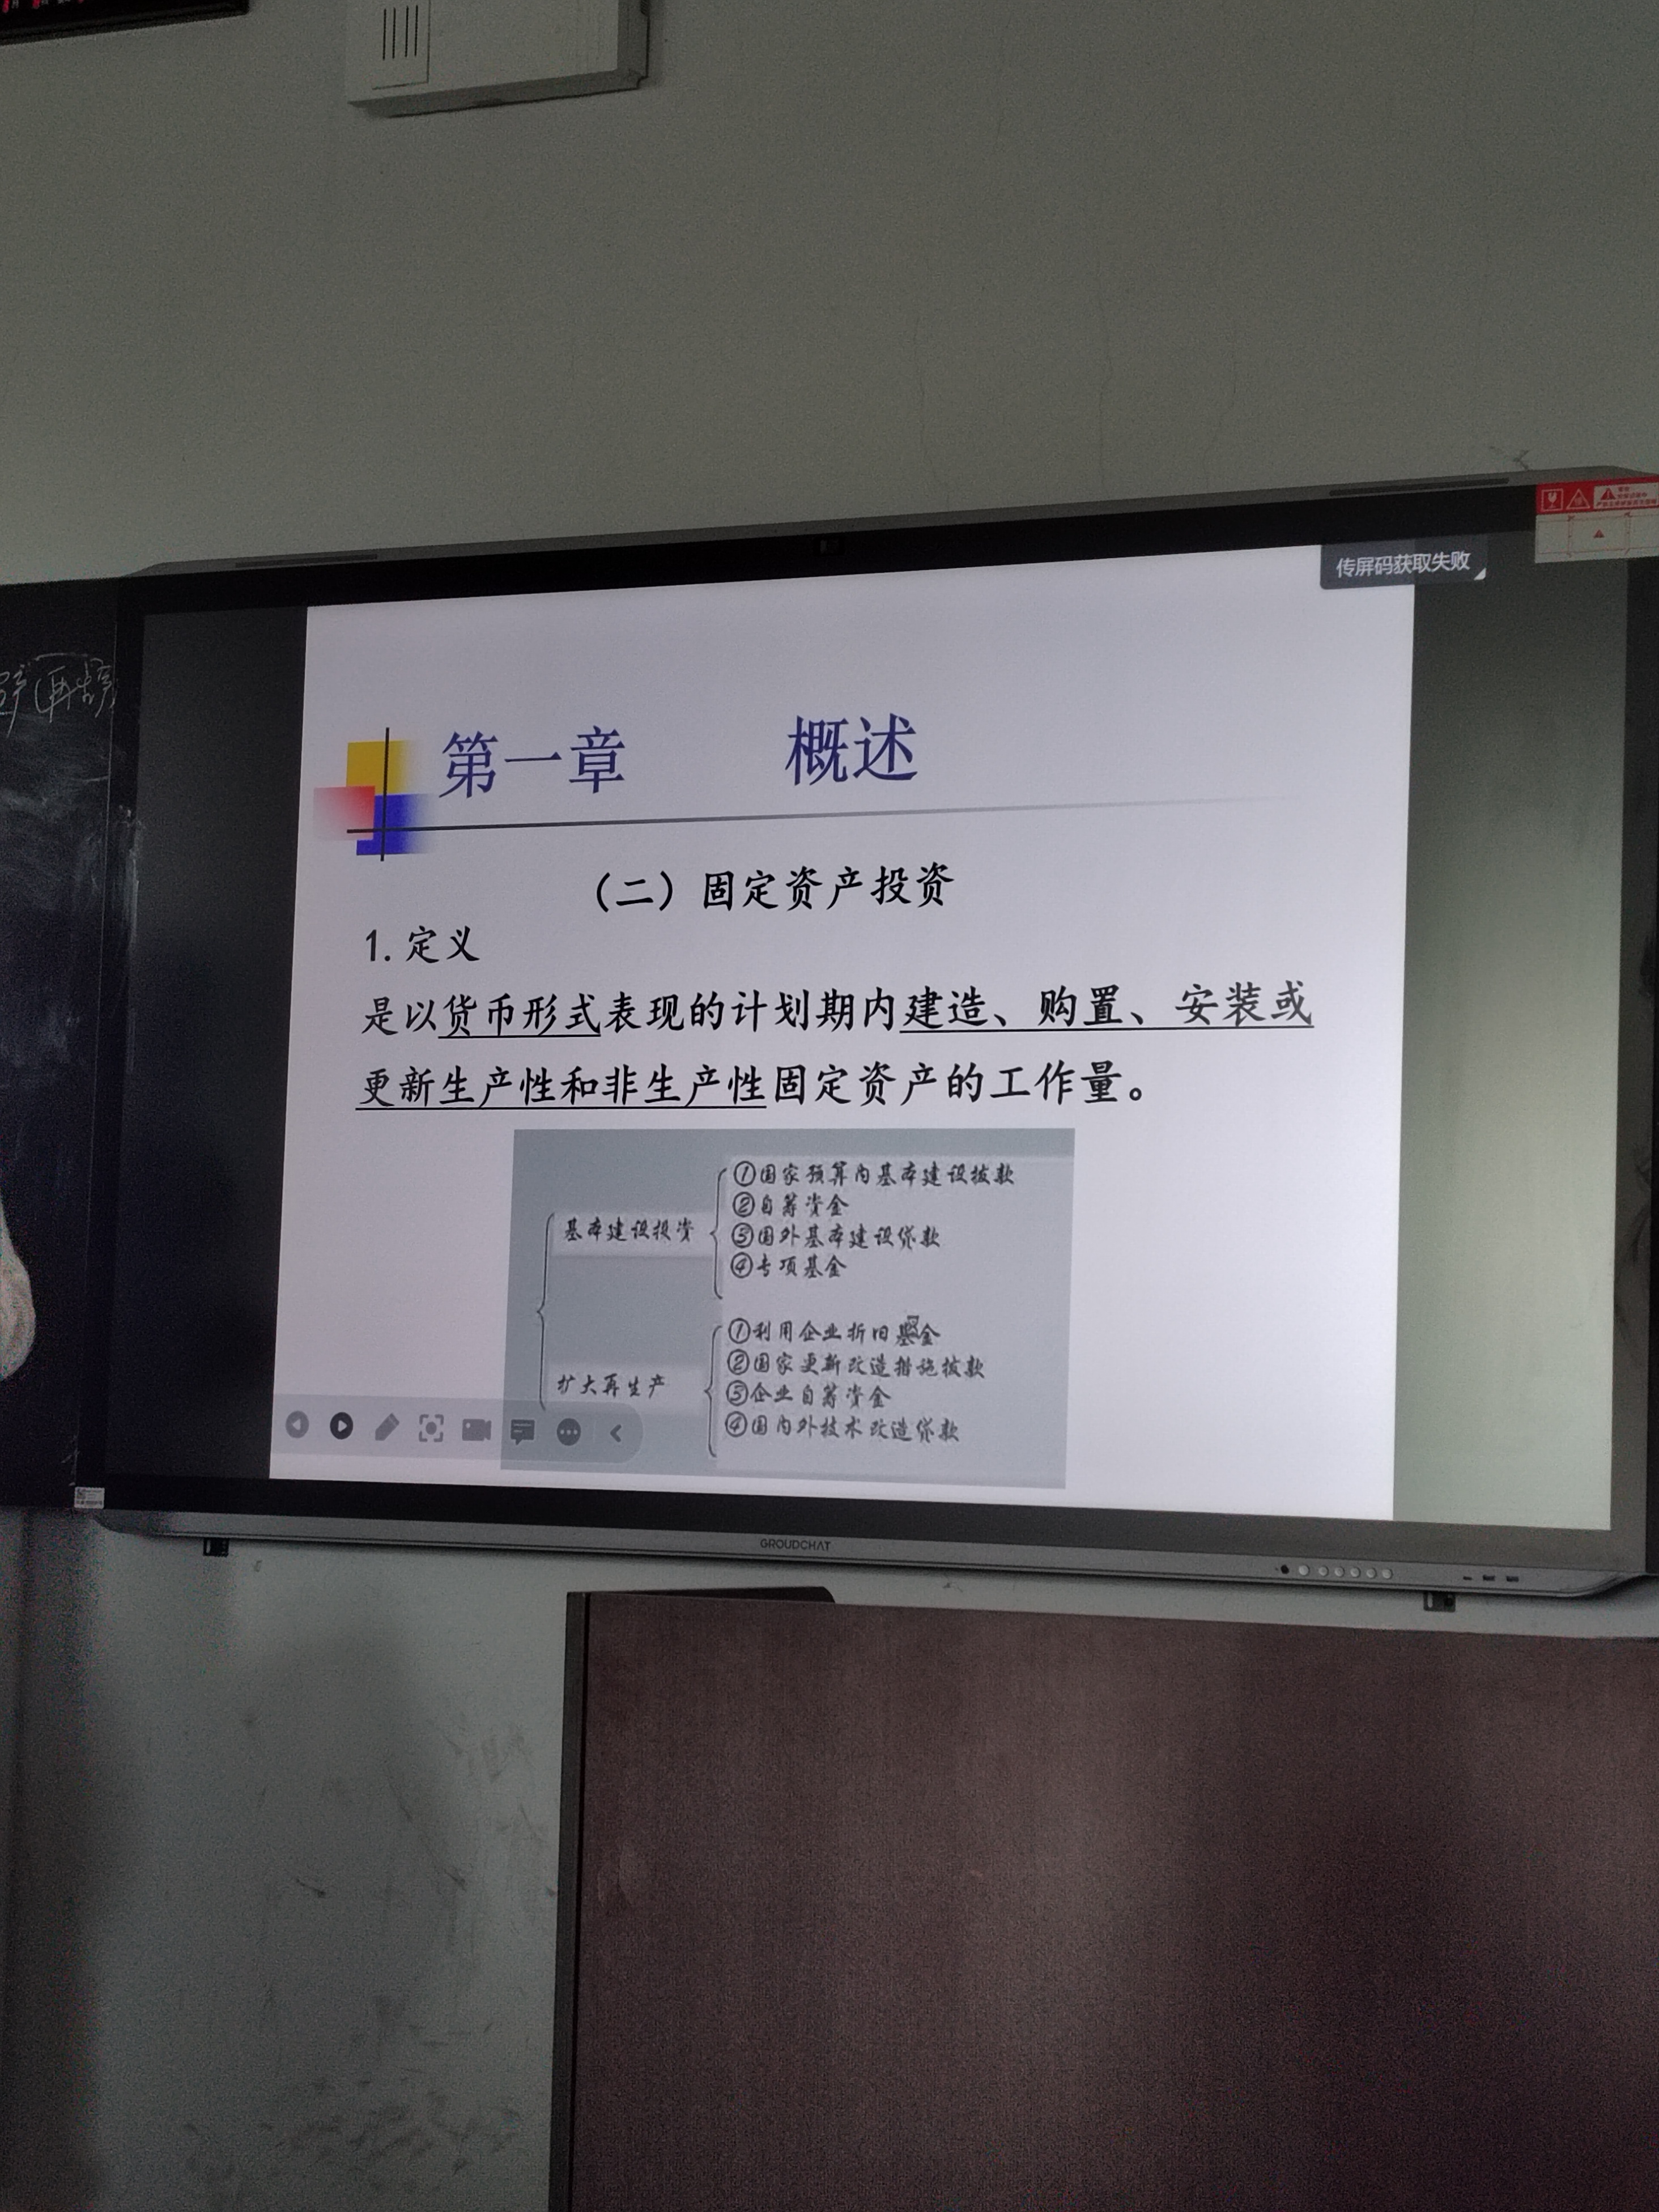 传屏码获取失败
第一章 概述
（二）固定资产投资
1.定义
是以货币形式表现的计划期内建造、购置、安装或
更新生产性和非生产性固定资产的工作量。
基本建设投资
①国家预算内基本建设拔款
②自筹资金
③国外基本建设贷款
④专项基金
扩大再生产
①利用企业折旧基金
②国家更新改造措施拔款
③企业自筹资金
④国内外技术改造贷款
GROUDCHAT